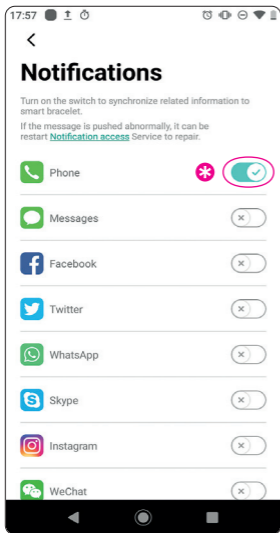 17:57
Notifications
Turn on the switch to synchronize related information to
smart bracelet.
If the message is pushed abnormally, it can be
restart Notification access Service to repair.
Phone
Messages
Facebook
Twitter
WhatsApp
Skype
Instagram
WeChat